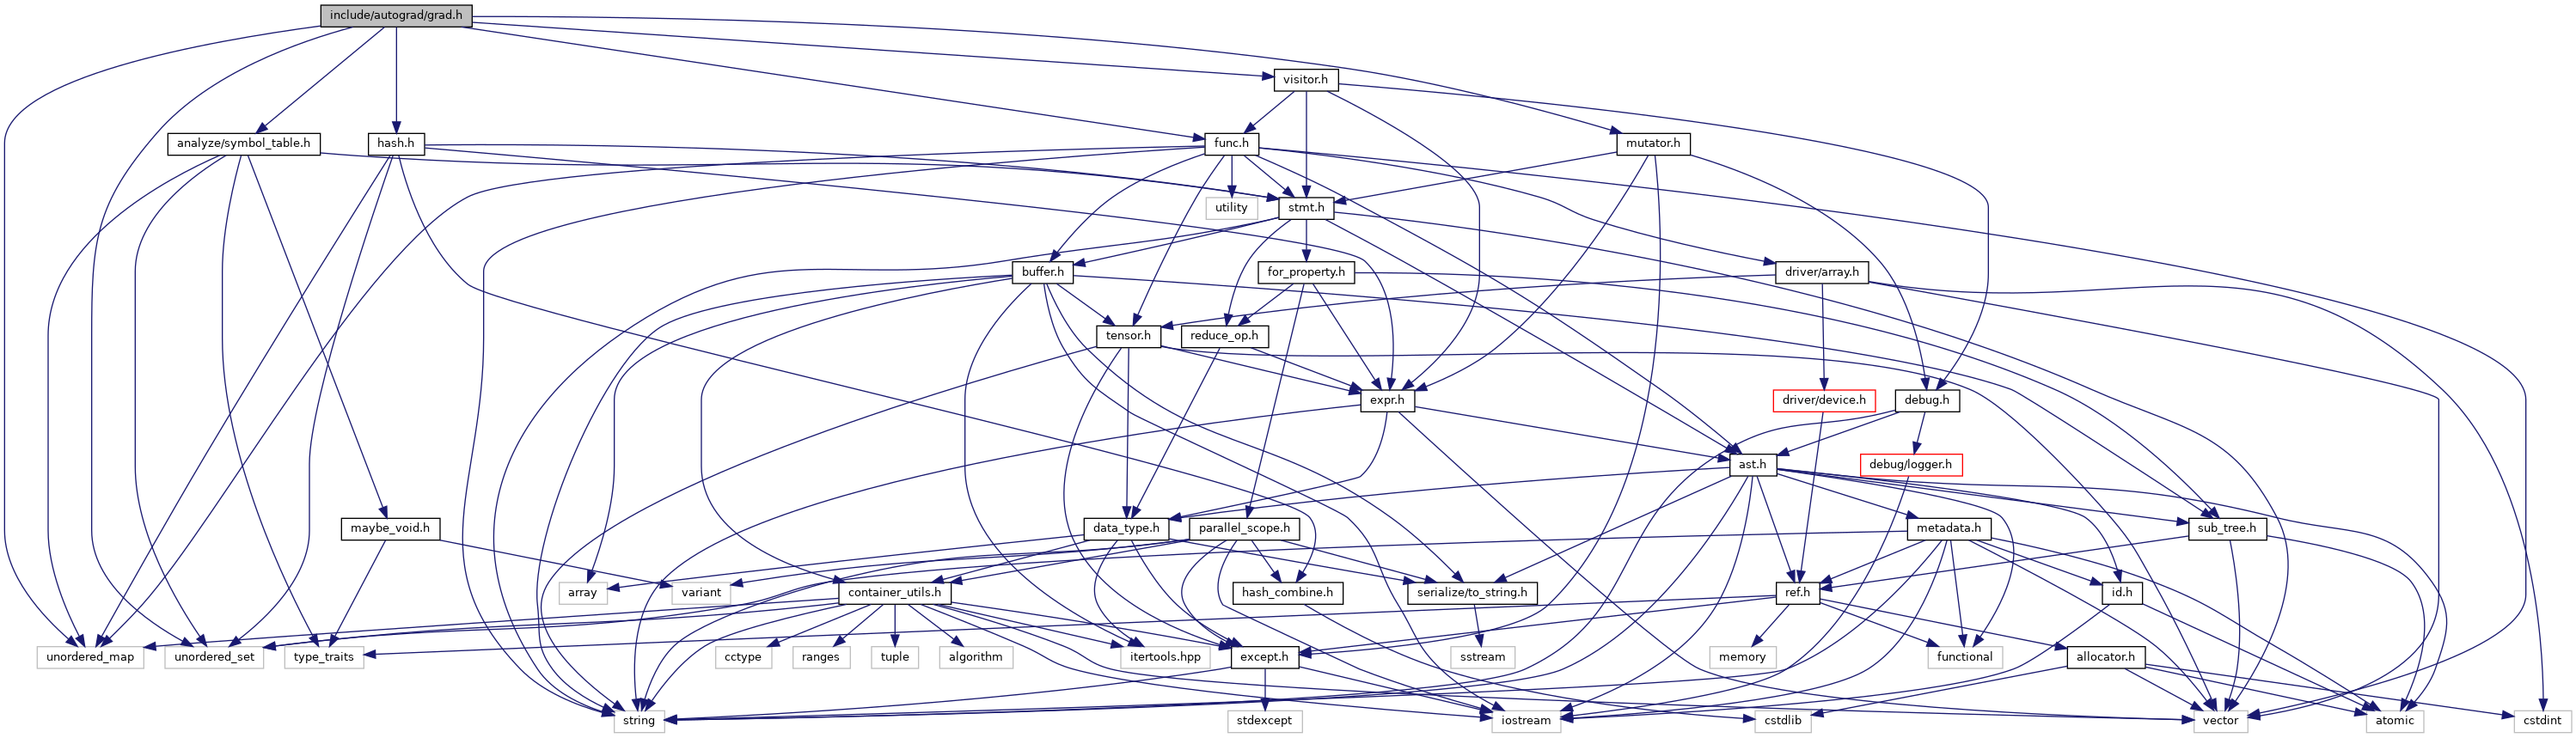 include/autograd/grad.h
visitor.h
analyze/symbol_table.h
hash.h
func.h
mutator.h
utility
stmt.h
buffer.h
for_property.h
driver/array.h
tensor.h
reduce_op.h
expr.h
driver/device.h
debug.h
ast.h
debug/logger.h
maybe_void.h
data_type.h
parallel_scope.h
metadata.h
sub_tree.h
array
variant
container_utils.h
hash_combine.h
serialize/to_string.h
ref.h
id.h
unordered_map
unordered_set
type_traits
cctype
ranges
tuple
algorithm
itertools.hpp
except.h
sstream
memory
functional
allocator.h
string
stdexcept
iostream
cstdlib
vector
atomic
cstdint